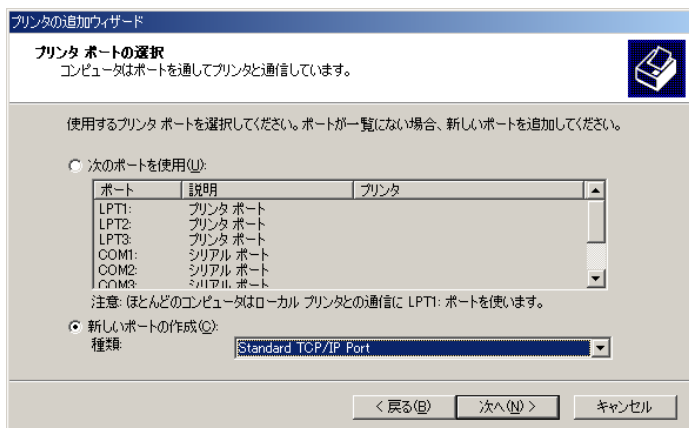 プリンタの追加ウィザード
プリンタ ポートの選択
コンピュータはポートを通してプリンタと通信しています。
使用するプリンタ ポートを選択してください。ポートが一覧にない場合、新しいポートを追加してください。
次のポートを使用(U):
ポート 説明 プリンタ
LPT1: プリンタ ポート
LPT2: プリンタ ポート
LPT3: プリンタ ポート
COM1: シリアル ポート
COM2: シリアル ポート
COM3: シリアル ポート
注意: ほとんどのコンピュータはローカル プリンタとの通信に LPT1: ポートを使います。
新しいポートの作成(C):
種類: Standard TCP/IP Port
< 戻る(B) 次へ(N) > キャンセル